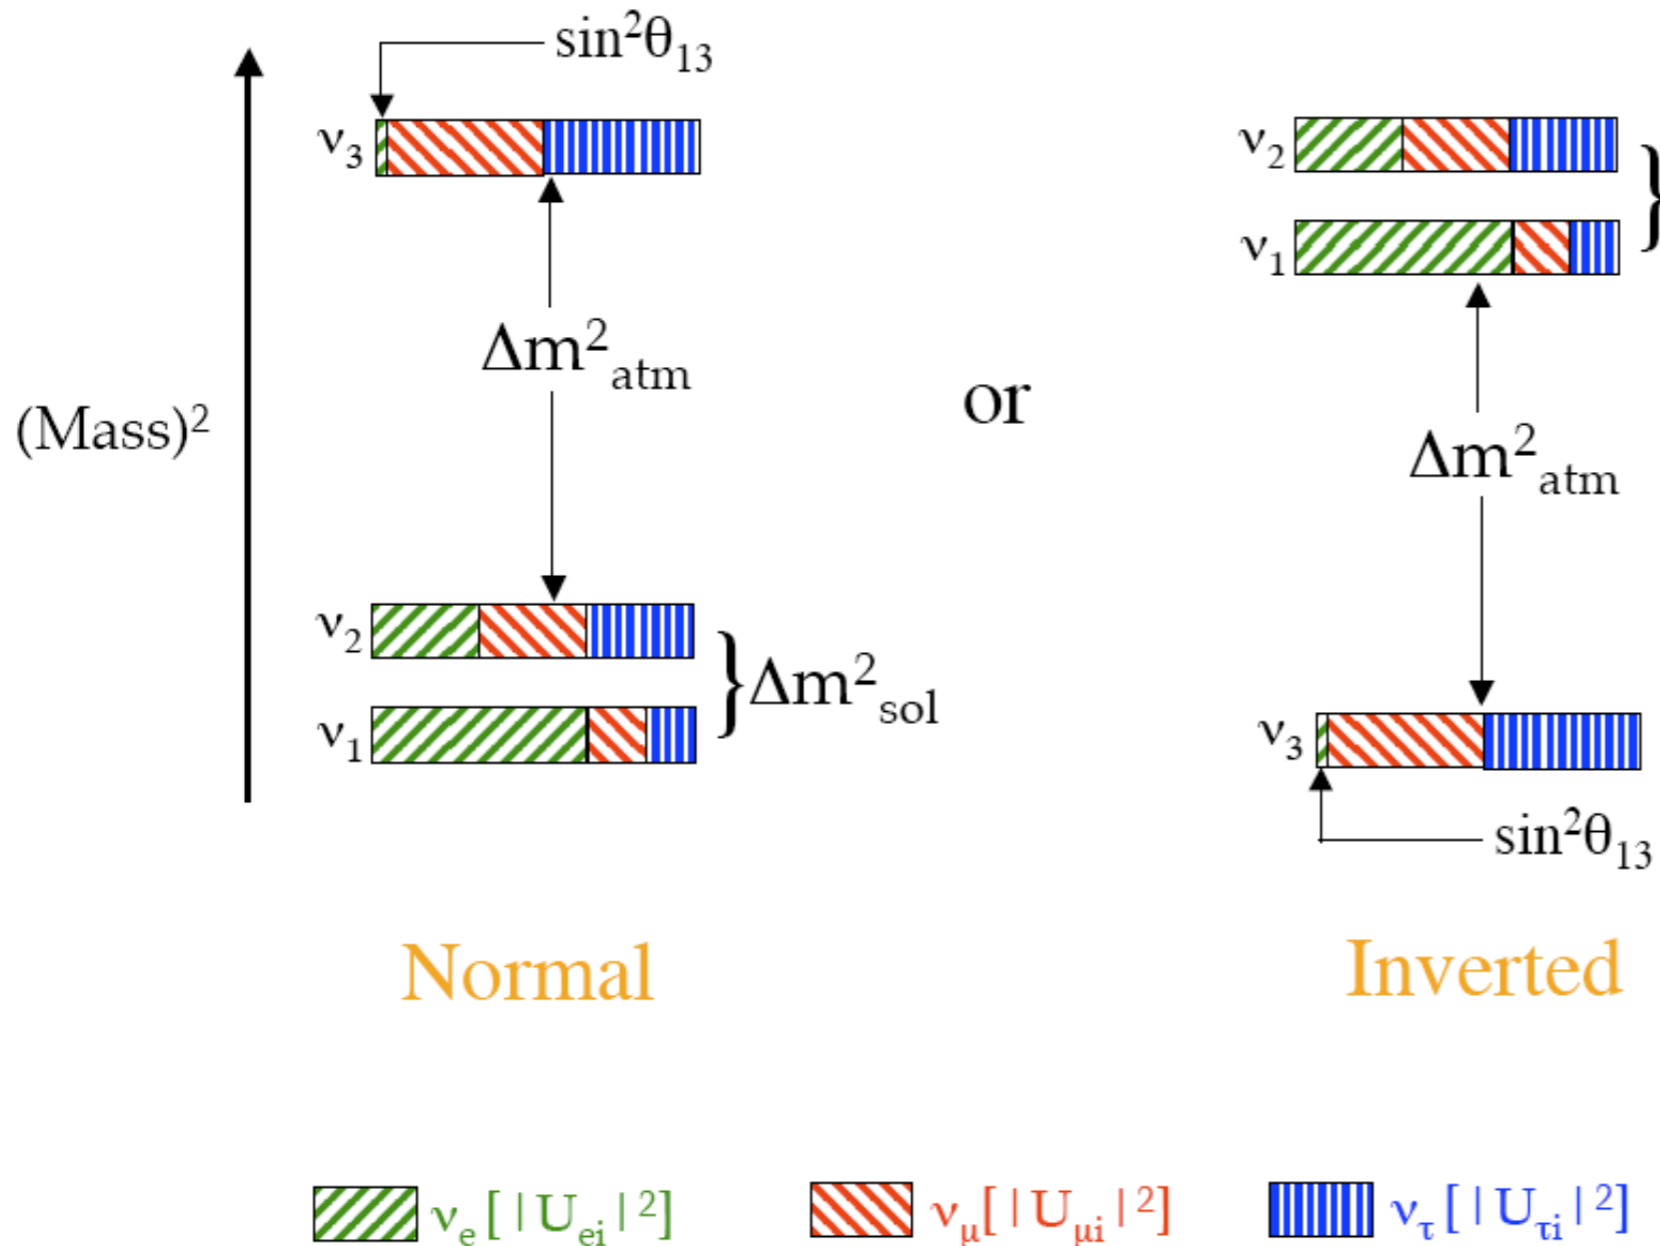 sin²θ₁₃
ν₃
ν₂
ν₁
Δm²atm
(Mass)²
or
Δm²atm
ν₂
ν₁
}Δm²sol
ν₃
sin²θ₁₃
Normal
Inverted
νₑ [ |Uₑᵢ|²]
νμ[ |Uμᵢ|²]
ντ [ |Uτᵢ|²]